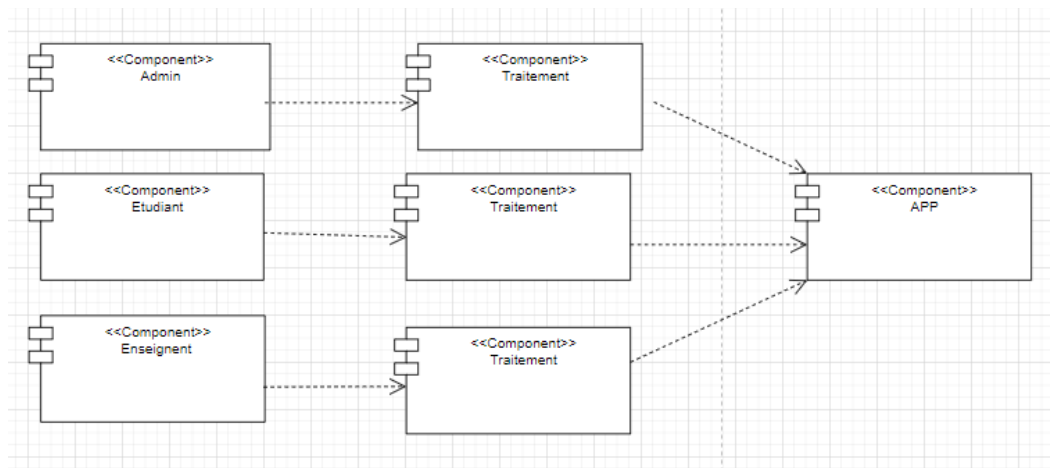 <<Component>>
Admin
<<Component>>
Traitement
<<Component>>
Etudiant
<<Component>>
Traitement
<<Component>>
APP
<<Component>>
Enseignent
<<Component>>
Traitement